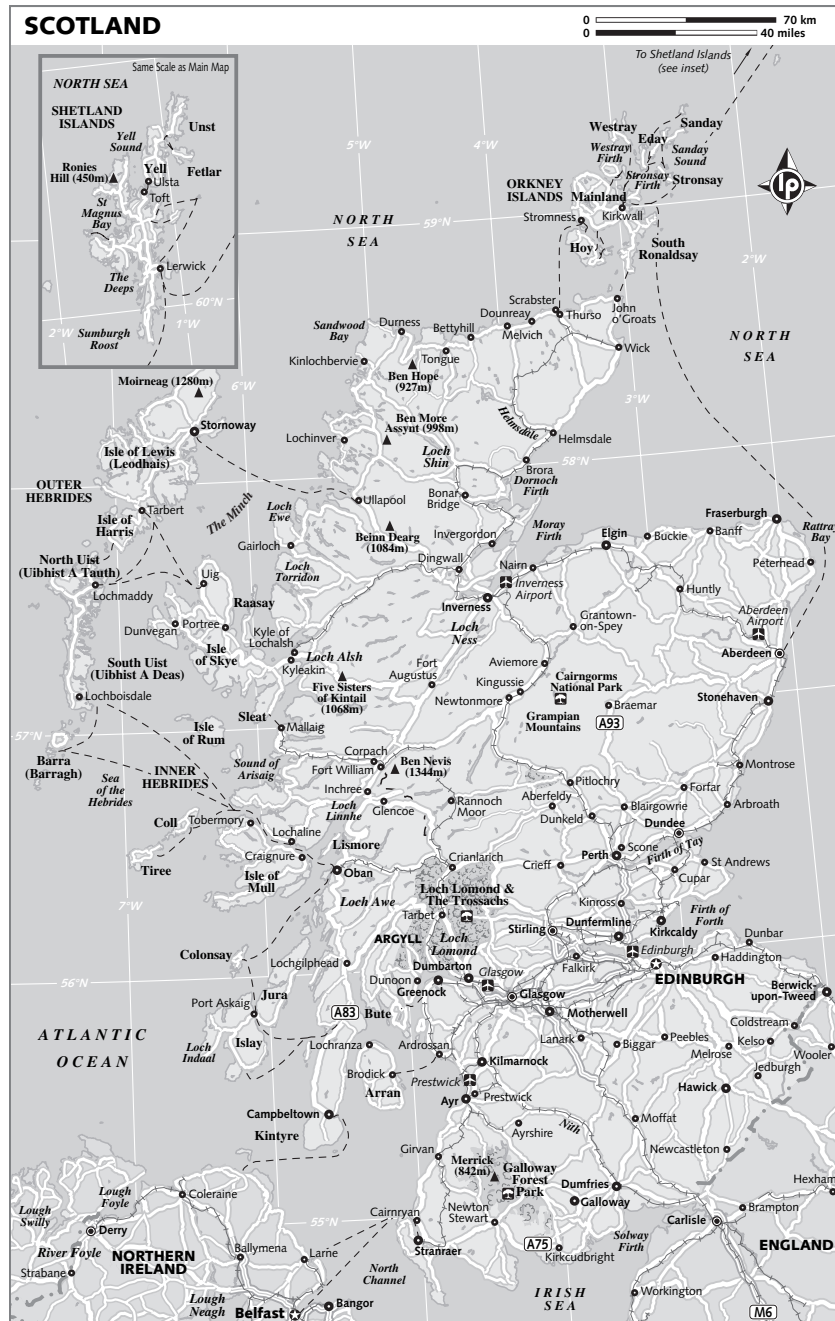 SCOTLAND
0 70 km
0 40 miles
To Shetland Islands
(see inset)
Same Scale as Main Map
NORTH SEA
SHETLAND
ISLANDS
Yell
Sound
Unst
Ronies
Hill (450m)
Yell
Ulsta
Fetlar
Toft
St
Magnus
Bay
The
Deeps
Lerwick
60°N
2°W
1°W
Sumburgh
Roost
5°W
4°W
Westray
Sanday
Eday
Westray
Firth
Sanday
Sound
Stronsay
Firth
Stronsay
ORKNEY
ISLANDS
Mainland
lp
Stromness
Kirkwall
59°N
NORTH
SEA
Hoy
South
Ronaldsay
2°W
Scrabster
Dounreay
Thurso
John
O'Groats
Sandwood
Bay
Durness
Bettyhill
Melvich
NORTH
SEA
Kinlochbervie
Tongue
Wick
Ben Hope
(927m)
Moirneag (1280m)
6°W
3°W
Ben More
Assynt (998m)
Stornoway
Lochinver
Helmsdale
Helmsdale
Isle of Lewis
(Leodhais)
Loch
Shin
58°N
Brora
Dornoch
Firth
OUTER
HEBRIDES
The Minch
Ullapool
Bonar
Bridge
Tarbert
Loch
Ewe
Isle of
Harris
Beinn Dearg
(1084m)
Invergordon
Moray
Firth
Fraserburgh
Elgin
Buckie
Banff
Rattray
Bay
Gairloch
Dingwall
Nairn
Peterhead
North Uist
(Uibhist A Tauth)
Loch
Torridon
Uig
Inverness
Airport
Huntly
Lochmaddy
Raasay
Inverness
Aberdeen
Airport
Dunvegan
Portree
Kyle of
Lochalsh
Loch
Ness
Grantown-
on-Spey
Isle
of Skye
Loch Alsh
Aberdeen
South Uist
(Uibhist A Deas)
Kyleakin
Fort
Augustus
Aviemore
Cairngorms
National Park
Five Sisters
of Kintail
(1068m)
Kingussie
Lochboisdale
Newtonmore
Braemar
Stonehaven
Isle
of Rum
Sleat
Mallaig
Grampian
Mountains
A93
57°N
Barra
(Barragh)
Sea
of the
Hebrides
INNER
HEBRIDES
Sound of
Arisaig
Corpach
Fort William
Ben Nevis
(1344m)
Montrose
Pitlochry
Inchree
Forfar
Coll
Tobermory
Loch
Linnhe
Glencoe
Rannoch
Moor
Aberfeldy
Blairgowrie
Arbroath
Dunkeld
Dundee
Lochaline
Lismore
Scone
Firth of Tay
Tiree
Craignure
Crianlarich
Crieff
Perth
St Andrews
Isle of
Mull
Oban
Cupar
Loch Lomond &
The Trossachs
7°W
Loch Awe
Kinross
Tarbet
Firth of
Forth
Stirling
Dunfermline
Kirkcaldy
Colonsay
ARGYLL
Loch
Lomond
Dunbar
Lochgilphead
Falkirk
Edinburgh
Haddington
56°N
Dumbarton
Glasgow
EDINBURGH
Dunoon
Greenock
Berwick-
upon-Tweed
Jura
Glasgow
Port Askaig
A83
Bute
Motherwell
Coldstream
ATLANTIC
OCEAN
Loch
Indaal
Islay
Lochranza
Ardrossan
Lanark
Biggar
Peebles
Kelso
Melrose
Wooler
Kilmarnock
Jedburgh
Brodick
Prestwick
Arran
Prestwick
Hawick
Ayr
Campbeltown
Moffat
Kintyre
Ayrshire
Nith
Girvan
Newcastleton
Merrick
(842m)
Galloway
Forest
Park
Hexham
Lough
Swilly
Lough
Foyle
Coleraine
Dumfries
Galloway
Brampton
Cairnryan
Newton
Stewart
Carlisle
Derry
55°N
River Foyle
Stranraer
A75
Solway
Firth
NORTHERN
IRELAND
Ballymena
Larne
Kirkcudbright
ENGLAND
Strabane
North
Channel
IRISH
SEA
Workington
Lough
Neagh
Belfast
Bangor
M6